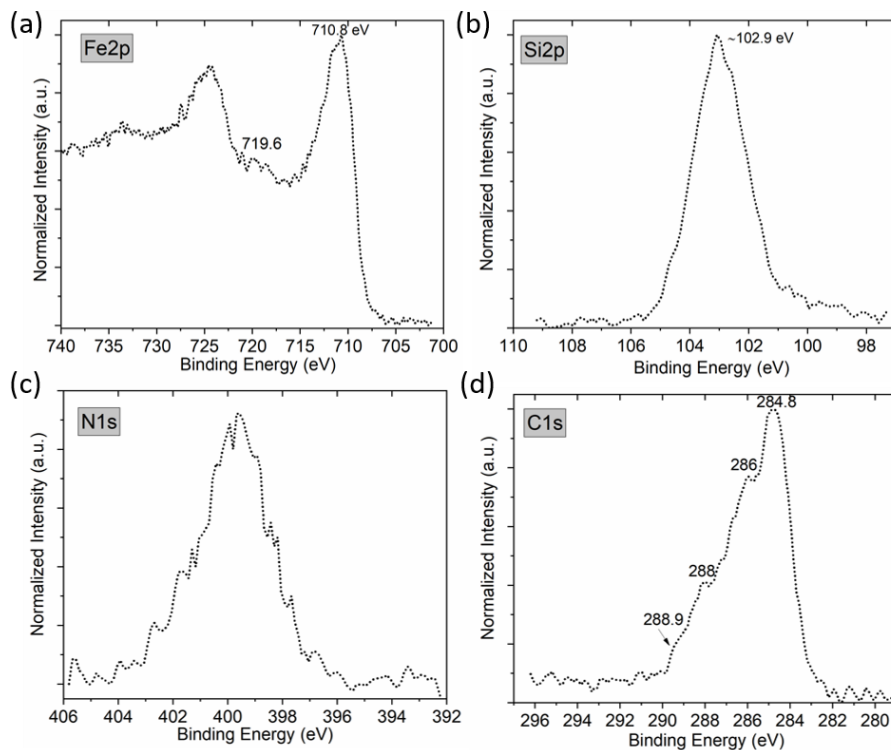 (a)
Fe2p
710.8 eV
719.6
Normalized Intensity (a.u.)
740 735 730 725 720 715 710 705 700
Binding Energy (eV)
(b)
Si2p
~102.9 eV
Normalized Intensity (a.u.)
110 108 106 104 102 100 98
Binding Energy (eV)
(c)
N1s
Normalized Intensity (a.u.)
406 404 402 400 398 396 394 392
Binding Energy (eV)
(d)
C1s
284.8
286
288
288.9
Normalized Intensity (a.u.)
296 294 292 290 288 286 284 282 280
Binding Energy (eV)